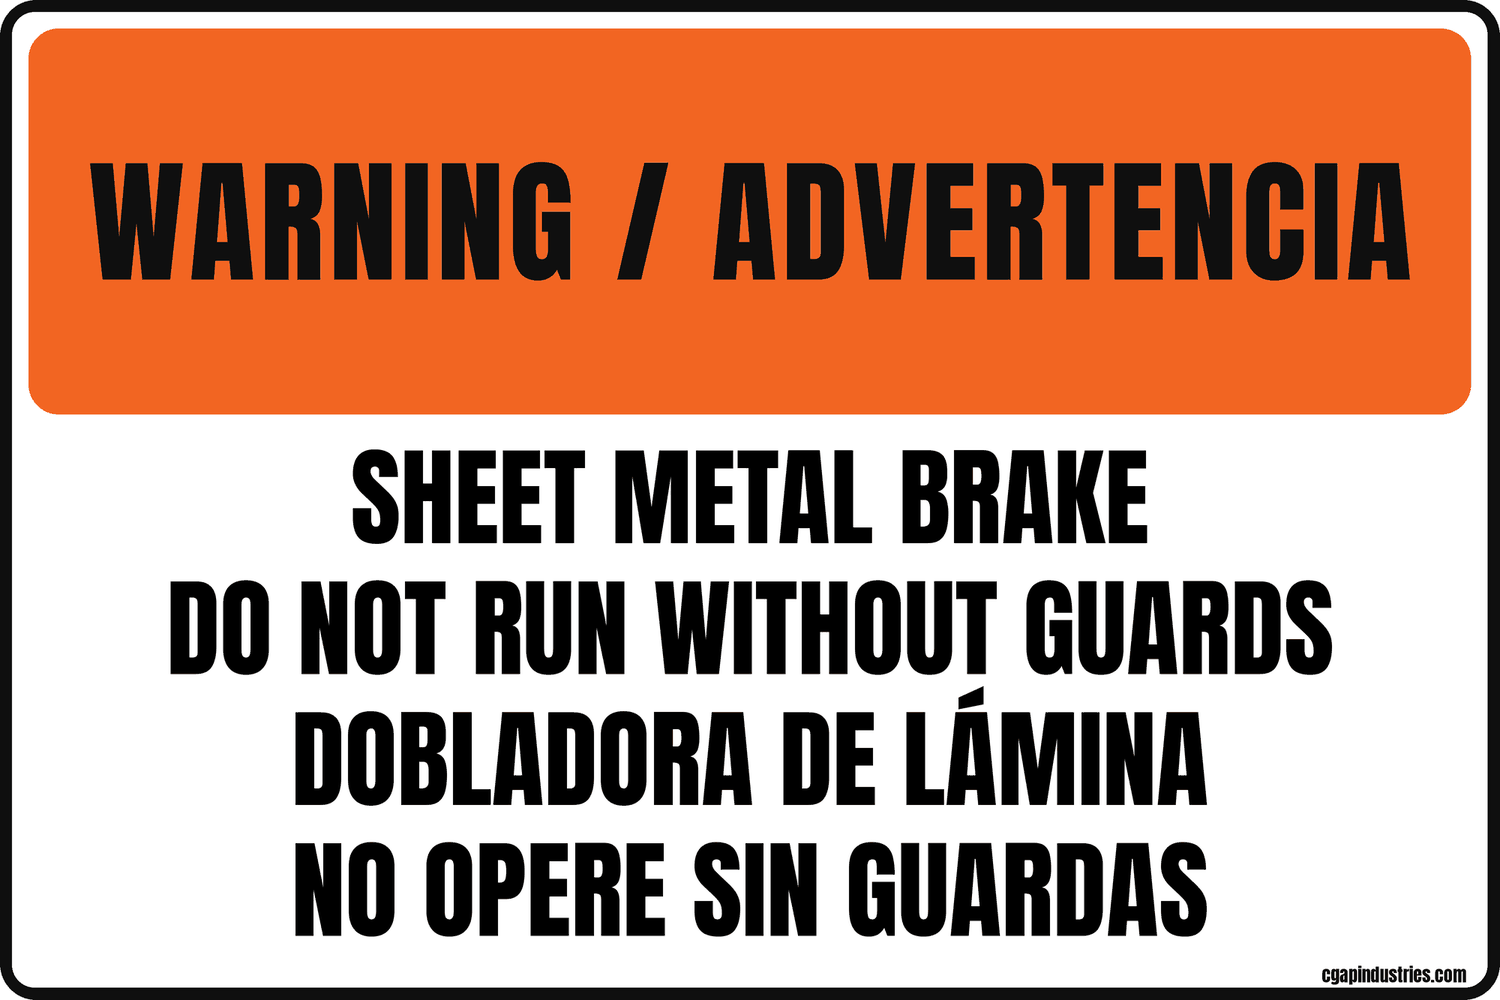 WARNING / ADVERTENCIA
SHEET METAL BRAKE
DO NOT RUN WITHOUT GUARDS
DOBLADORA DE LÁMINA
NO OPERE SIN GUARDAS
cgapindustries.com